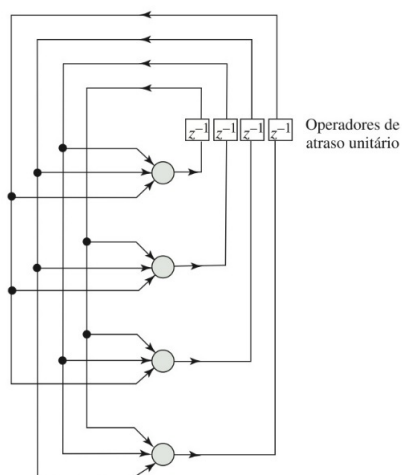 z⁻¹ z⁻¹ z⁻¹ z⁻¹
Operadores de
atraso unitário